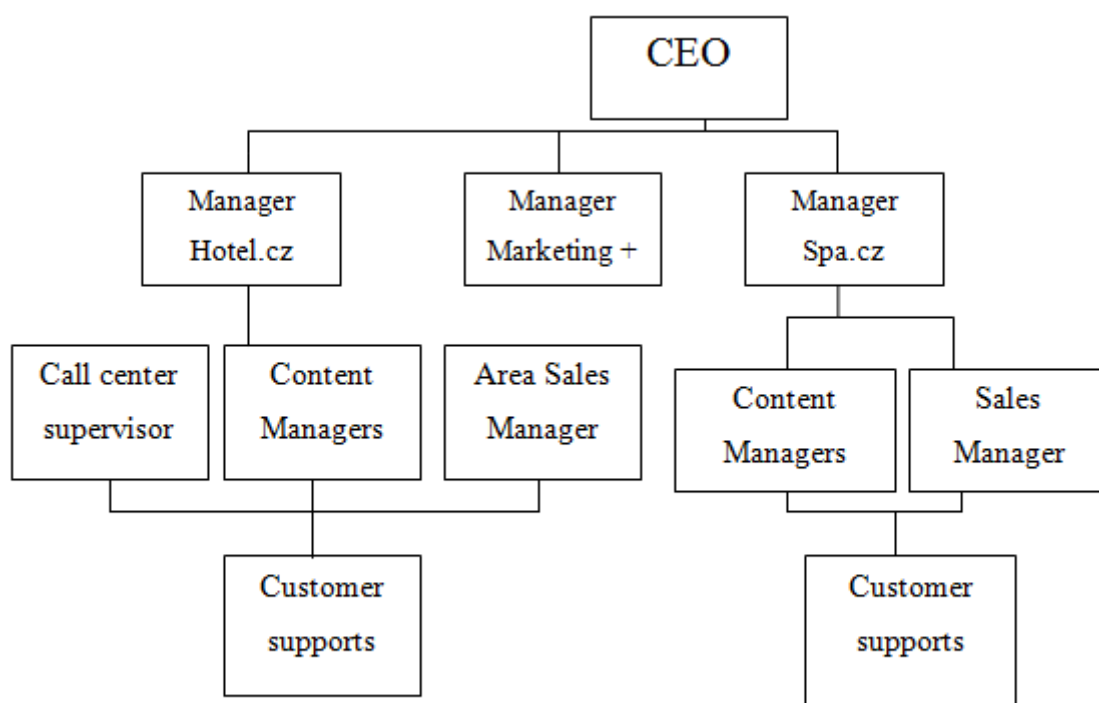 CEO
Manager
Hotel.cz
Manager
Marketing +
Manager
Spa.cz
Call center
supervisor
Content
Managers
Area Sales
Manager
Content
Managers
Sales
Manager
Customer
supports
Customer
supports